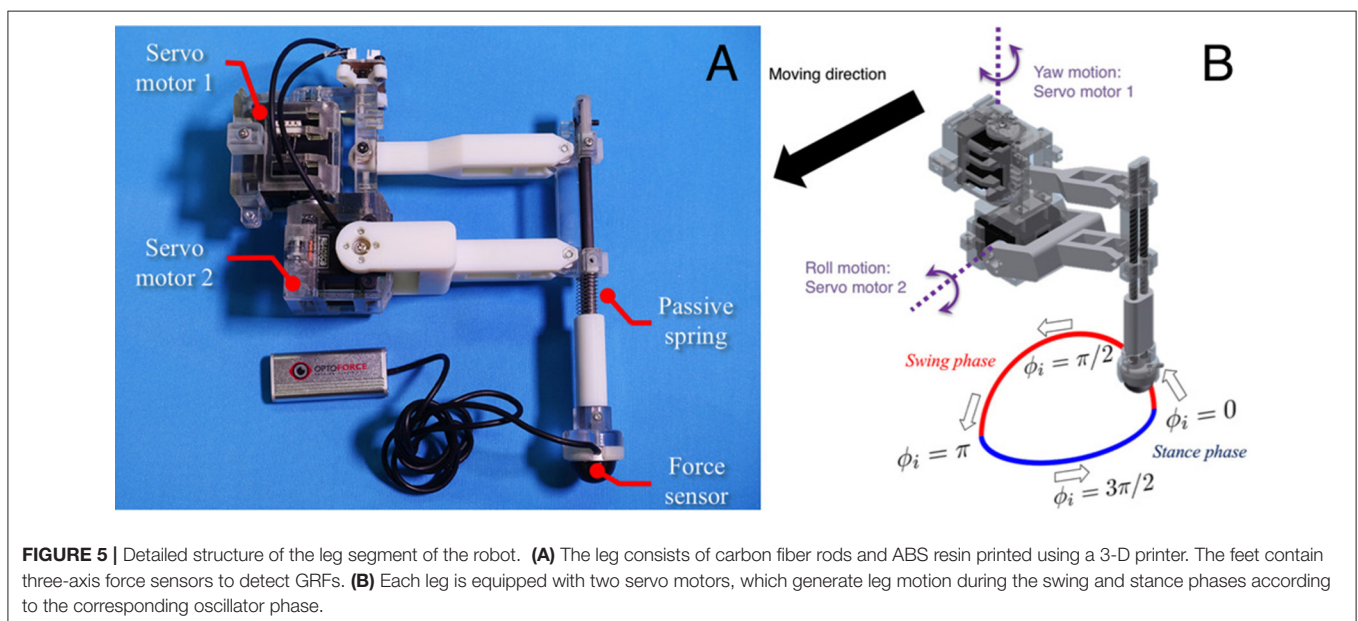 Servo
motor 1
A
Servo
motor 2
Passive
spring
OPTOFORCE
Force
sensor
B
Moving direction
Yaw motion:
Servo motor 1
Roll motion:
Servo motor 2
Swing phase
ϕᵢ = π/2
ϕᵢ = 0
ϕᵢ = π
Stance phase
ϕᵢ = 3π/2
FIGURE 5 | Detailed structure of the leg segment of the robot. (A) The leg consists of carbon fiber rods and ABS resin printed using a 3-D printer. The feet contain
three-axis force sensors to detect GRFs. (B) Each leg is equipped with two servo motors, which generate leg motion during the swing and stance phases according
to the corresponding oscillator phase.